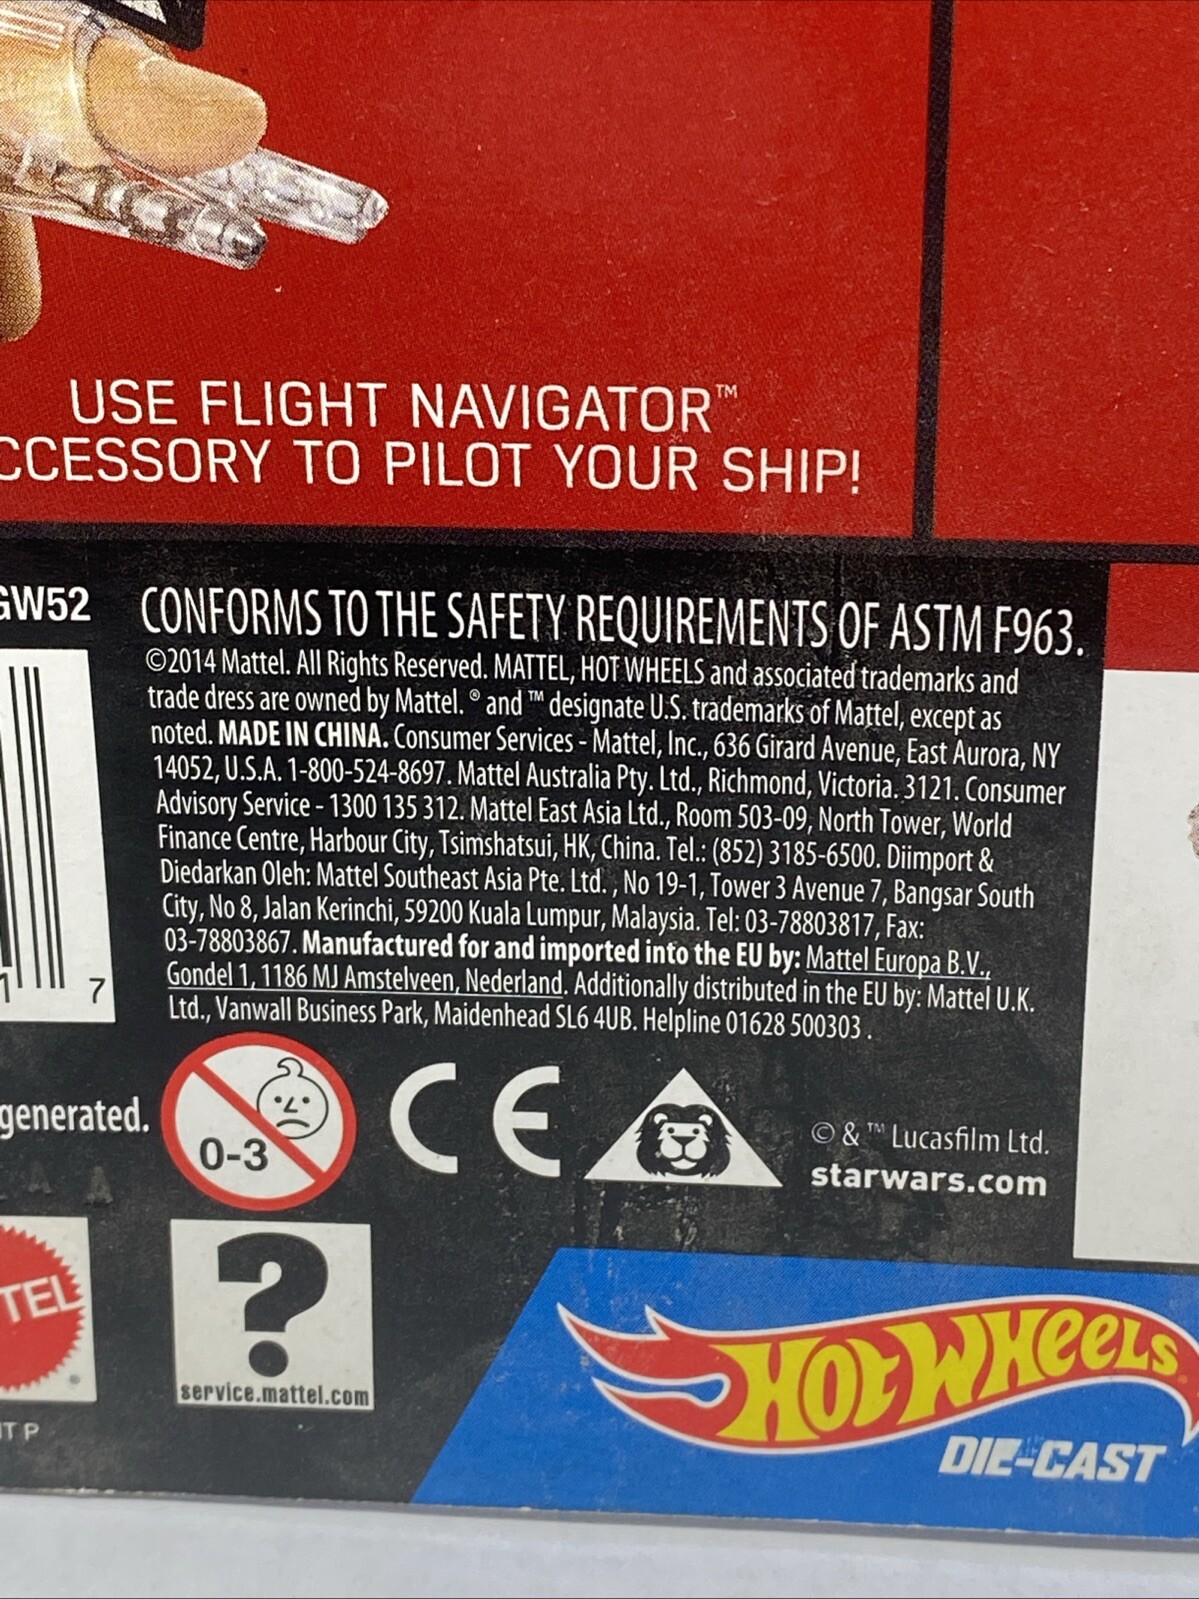 USE FLIGHT NAVIGATOR™
CCESSORY TO PILOT YOUR SHIP!
GW52
CONFORMS TO THE SAFETY REQUIREMENTS OF ASTM F963.
©2014 Mattel. All Rights Reserved. MATTEL, HOT WHEELS and associated trademarks and
trade dress are owned by Mattel. ® and ™ designate U.S. trademarks of Mattel, except as
noted. MADE IN CHINA. Consumer Services - Mattel, Inc., 636 Girard Avenue, East Aurora, NY
14052, U.S.A. 1-800-524-8697. Mattel Australia Pty. Ltd., Richmond, Victoria. 3121. Consumer
Advisory Service - 1300 135 312. Mattel East Asia Ltd., Room 503-09, North Tower, World
Finance Centre, Harbour City, Tsimshatsui, HK, China. Tel.: (852) 3185-6500. Diimport &
Diedarkan Oleh: Mattel Southeast Asia Pte. Ltd. , No 19-1, Tower 3 Avenue 7, Bangsar South
City, No 8, Jalan Kerinchi, 59200 Kuala Lumpur, Malaysia. Tel: 03-78803817, Fax:
03-78803867. Manufactured for and imported into the EU by: Mattel Europa B.V.,
Gondel 1, 1186 MJ Amstelveen, Nederland. Additionally distributed in the EU by: Mattel U.K.
Ltd., Vanwall Business Park, Maidenhead SL6 4UB. Helpline 01628 500303 .
1 7
generated.
0-3
CE
© & ™ Lucasfilm Ltd.
starwars.com
TEL®
?
service.mattel.com
HOT WHEELS
DIE-CAST
IT P